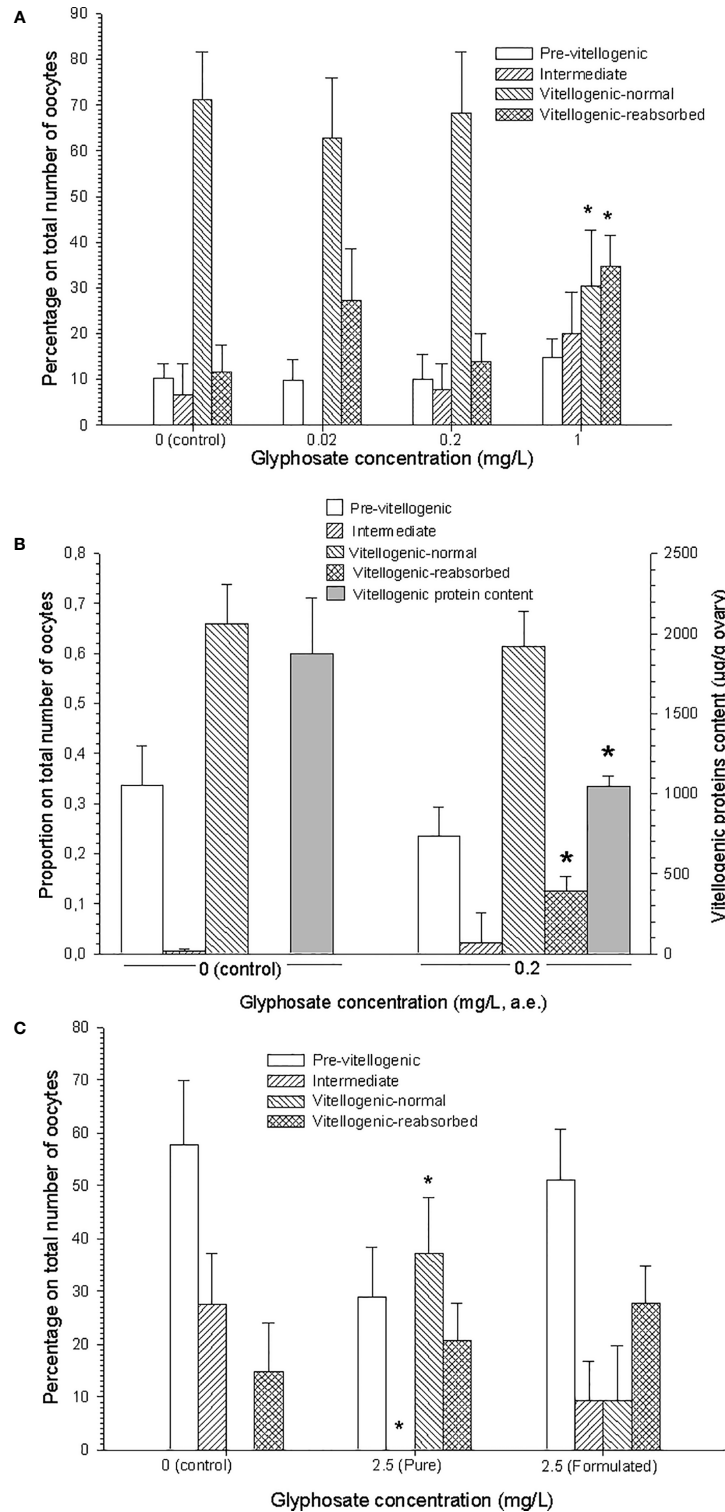 A
Percentage on total number of oocytes
90
80
70
60
50
40
30
20
10
0
Pre-vitellogenic
Intermediate
Vitellogenic-normal
Vitellogenic-reabsorbed
* *
0 (control) 0.02 0.2 1
Glyphosate concentration (mg/L)
B
Pre-vitellogenic
Intermediate
Vitellogenic-normal
Vitellogenic-reabsorbed
Vitellogenic protein content
Proportion on total number of oocytes
0,8
0,7
0,6
0,5
0,4
0,3
0,2
0,1
0,0
2500
2000
1500
1000
500
0
Vitellogenic proteins content (µg/g ovary)
*
*
0 (control) 0.2
Glyphosate concentration (mg/L, a.e.)
C
Percentage on total number of oocytes
80
70
60
50
40
30
20
10
0
Pre-vitellogenic
Intermediate
Vitellogenic-normal
Vitellogenic-reabsorbed
*
*
0 (control) 2.5 (Pure) 2.5 (Formulated)
Glyphosate concentration (mg/L)